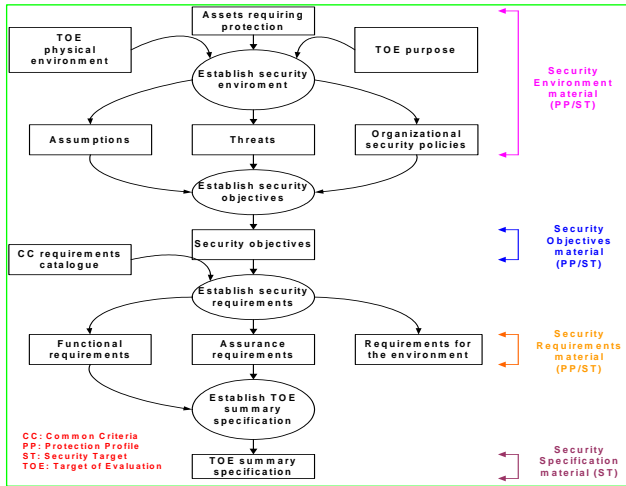 Assets requiring
protection
TOE
physical
environment
TOE purpose
Establish security
enviroment
Security
Environment
material
(PP/ST)
Assumptions
Threats
Organizational
security policies
Establish security
objectives
Security objectives
Security
Objectives
material
(PP/ST)
CC requirements
catalogue
Establish security
requirements
Functional
requirements
Assurance
requirements
Requirements for
the environment
Security
Requirements
material
(PP/ST)
Establish TOE
summary
specification
CC: Common Criteria
PP: Protection Profile
ST: Security Target
TOE: Target of Evaluation
TOE summary
specification
Security
Specification
material (ST)